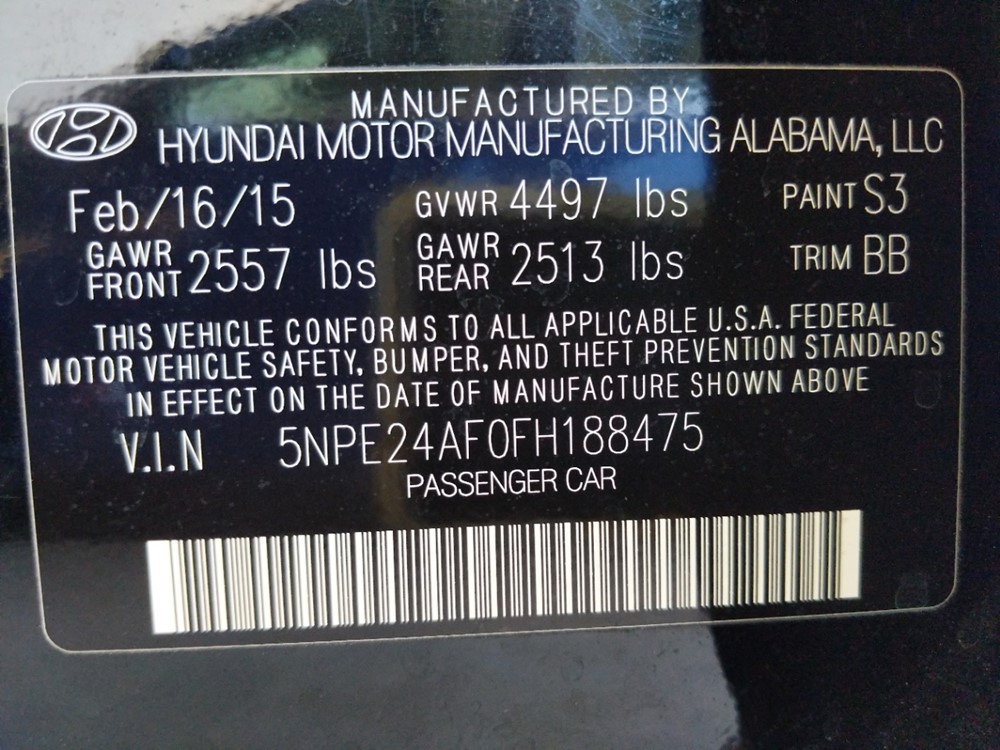 MANUFACTURED BY
HYUNDAI MOTOR MANUFACTURING ALABAMA, LLC
Feb/16/15 GVWR 4497 lbs PAINT S3
GAWR FRONT 2557 lbs GAWR REAR 2513 lbs TRIM BB
THIS VEHICLE CONFORMS TO ALL APPLICABLE U.S.A. FEDERAL
MOTOR VEHICLE SAFETY, BUMPER, AND THEFT PREVENTION STANDARDS
IN EFFECT ON THE DATE OF MANUFACTURE SHOWN ABOVE
V.I.N 5NPE24AF0FH188475
PASSENGER CAR